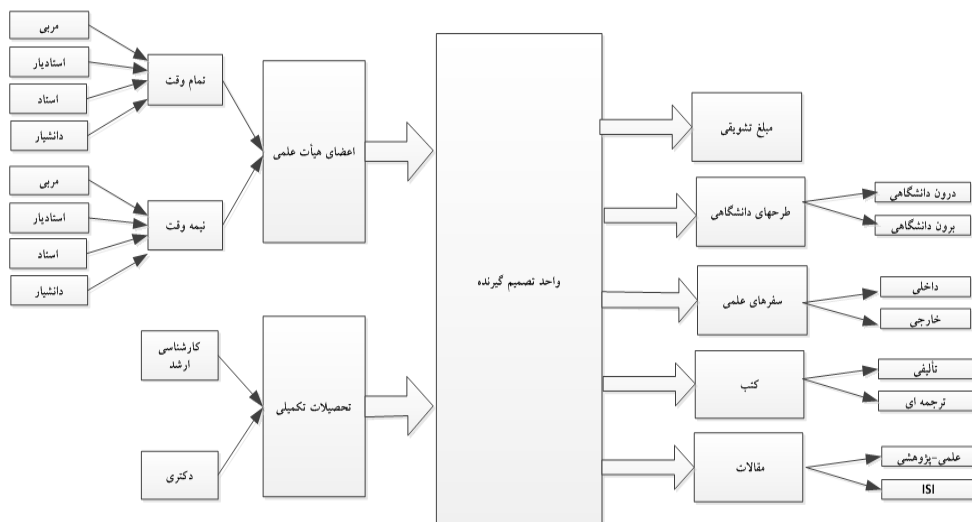 مربی
استادیار
استاد
دانشیار
تمام وقت
مربی
استادیار
استاد
دانشیار
نیمه وقت
اعضای هیأت علمی
کارشناسی
ارشد
دکتری
تحصیلات تکمیلی
واحد تصمیم گیرنده
مبلغ تشویقی
طرحهای دانشگاهی
درون دانشگاهی
برون دانشگاهی
سفرهای علمی
داخلی
خارجی
کتب
تألیفی
ترجمه ای
مقالات
علمی-پژوهشی
ISI